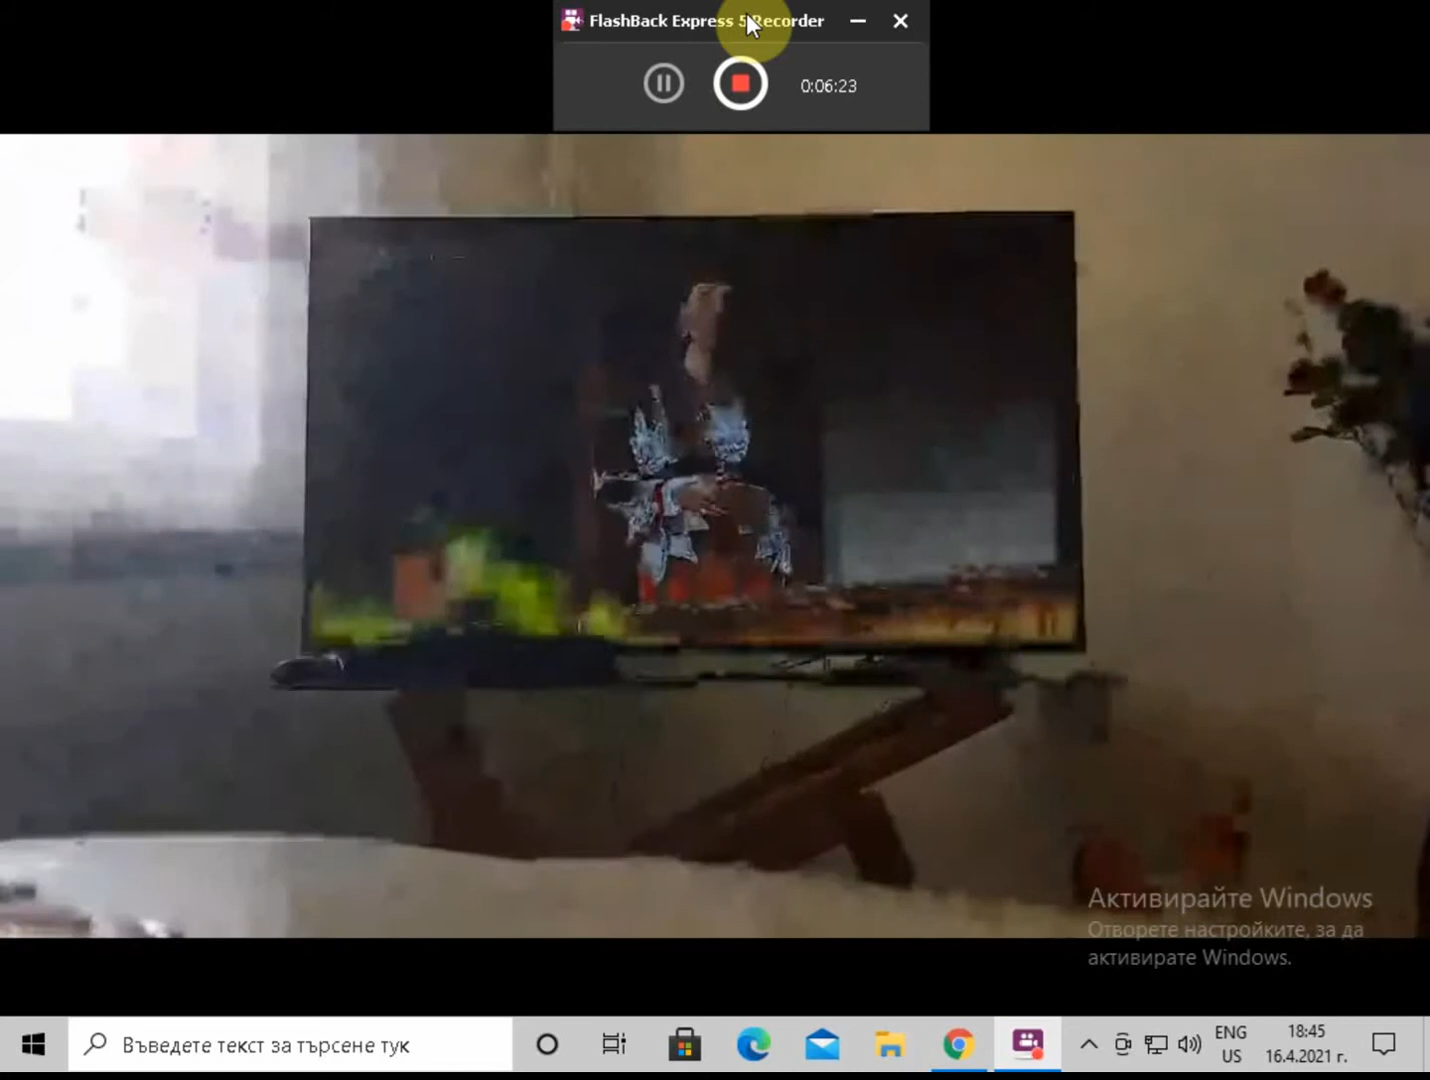 FlashBack Express 5 Recorder
0:06:23
Активирайте Windows
Отворете настройките, за да
активирате Windows.
Въведете текст за търсене тук
ENG
US
18:45
16.4.2021 г.